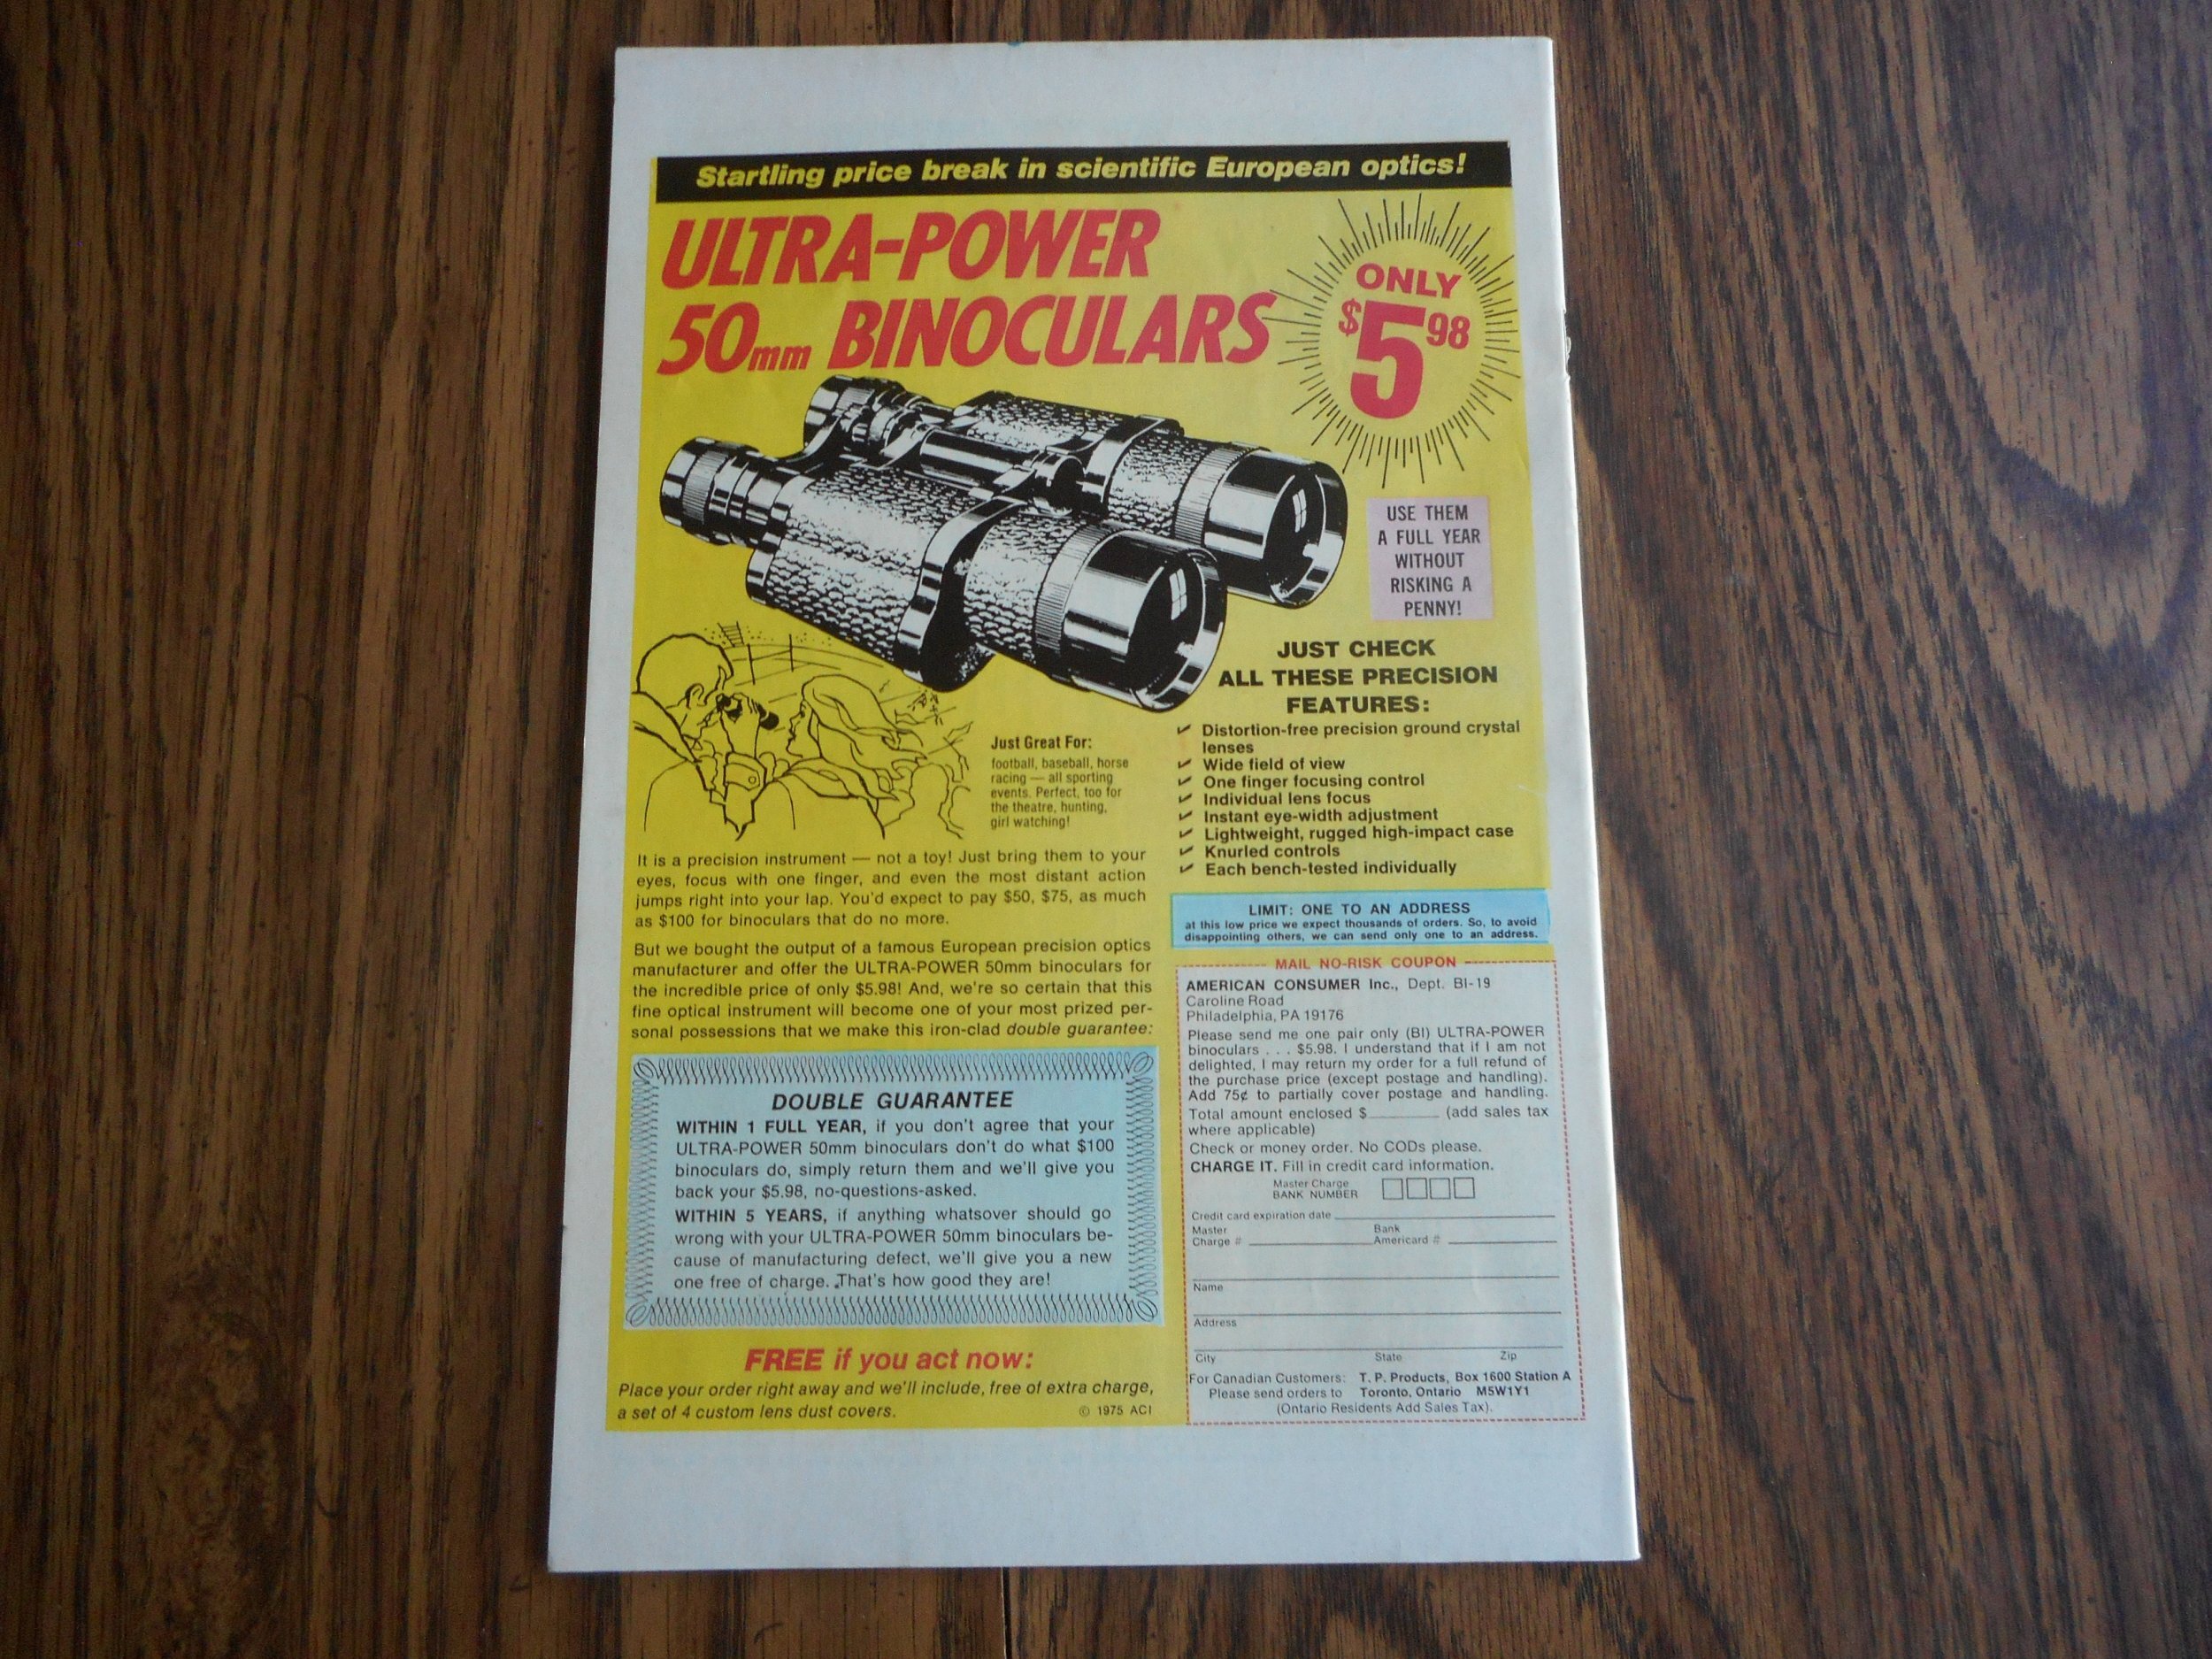 Startling price break in scientific European optics!
ULTRA-POWER
50mm BINOCULARS
ONLY
$5 98
USE THEM
A FULL YEAR
WITHOUT
RISKING A
PENNY!
JUST CHECK
ALL THESE PRECISION
FEATURES:
✓ Distortion-free precision ground crystal
lenses
✓ Wide field of view
✓ One finger focusing control
✓ Individual lens focus
✓ Instant eye-width adjustment
✓ Lightweight, rugged high-impact case
✓ Knurled controls
✓ Each bench-tested individually
Just Great For:
football, baseball, horse
racing — all sporting
events. Perfect, too for
the theatre, hunting,
girl watching!
It is a precision instrument — not a toy! Just bring them to your
eyes, focus with one finger, and even the most distant action
jumps right into your lap. You'd expect to pay $50, $75, as much
as $100 for binoculars that do no more.
But we bought the output of a famous European precision optics
manufacturer and offer the ULTRA-POWER 50mm binoculars for
the incredible price of only $5.98! And, we're so certain that this
fine optical instrument will become one of your most prized per-
sonal possessions that we make this iron-clad double guarantee:
DOUBLE GUARANTEE
WITHIN 1 FULL YEAR, if you don't agree that your
ULTRA-POWER 50mm binoculars don't do what $100
binoculars do, simply return them and we'll give you
back your $5.98, no-questions-asked.
WITHIN 5 YEARS, if anything whatsover should go
wrong with your ULTRA-POWER 50mm binoculars be-
cause of manufacturing defect, we'll give you a new
one free of charge. That's how good they are!
FREE if you act now:
Place your order right away and we'll include, free of extra charge,
a set of 4 custom lens dust covers.
© 1975 ACI
LIMIT: ONE TO AN ADDRESS
at this low price we expect thousands of orders. So, to avoid
disappointing others, we can send only one to an address.
MAIL NO-RISK COUPON
AMERICAN CONSUMER Inc., Dept. BI-19
Caroline Road
Philadelphia, PA 19176
Please send me one pair only (BI) ULTRA-POWER
binoculars . . . $5.98. I understand that if I am not
delighted, I may return my order for a full refund of
the purchase price (except postage and handling).
Add 75¢ to partially cover postage and handling.
Total amount enclosed $________ (add sales tax
where applicable)
Check or money order. No CODs please.
CHARGE IT. Fill in credit card information.
Master Charge
BANK NUMBER
Credit card expiration date
Master Bank
Charge # Americard #
Name
Address
City State Zip
For Canadian Customers: T. P. Products, Box 1600 Station A
Please send orders to Toronto, Ontario M5W1Y1
(Ontario Residents Add Sales Tax).